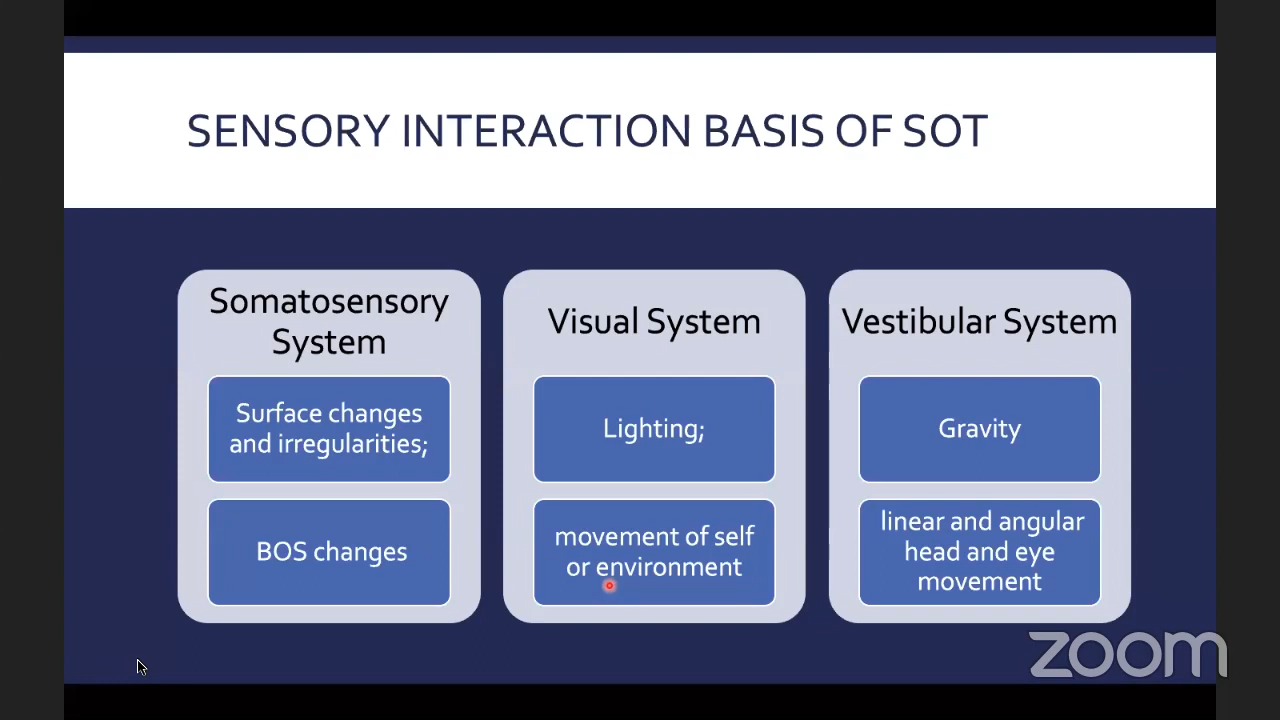 SENSORY INTERACTION BASIS OF SOT
Somatosensory
System
Surface changes
and irregularities;
BOS changes
Visual System
Lighting;
movement of self
or environment
Vestibular System
Gravity
linear and angular
head and eye
movement
zoom